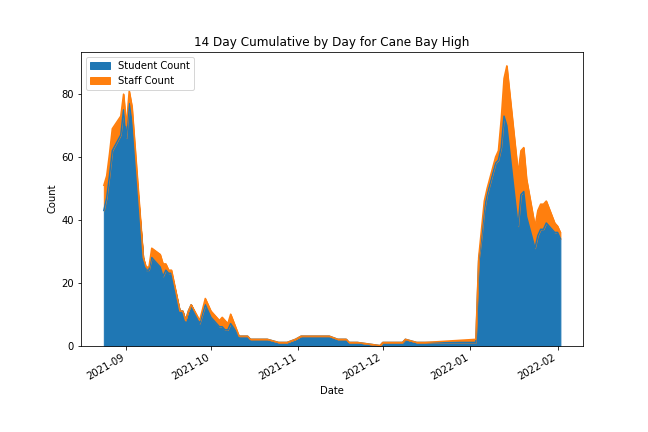 14 Day Cumulative by Day for Cane Bay High
Student Count
Staff Count
80
60
40
20
0
Count
2021-09
2021-10
2021-11
2021-12
2022-01
2022-02
Date